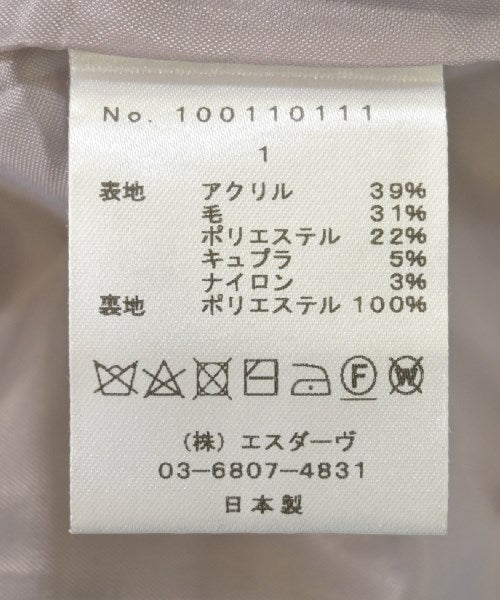 No. 100110111
1
表地 アクリル 39%
毛 31%
ポリエステル 22%
キュプラ 5%
ナイロン 3%
裏地 ポリエステル 100%
F W
(株) エスダーヴ
03-6807-4831
日本製